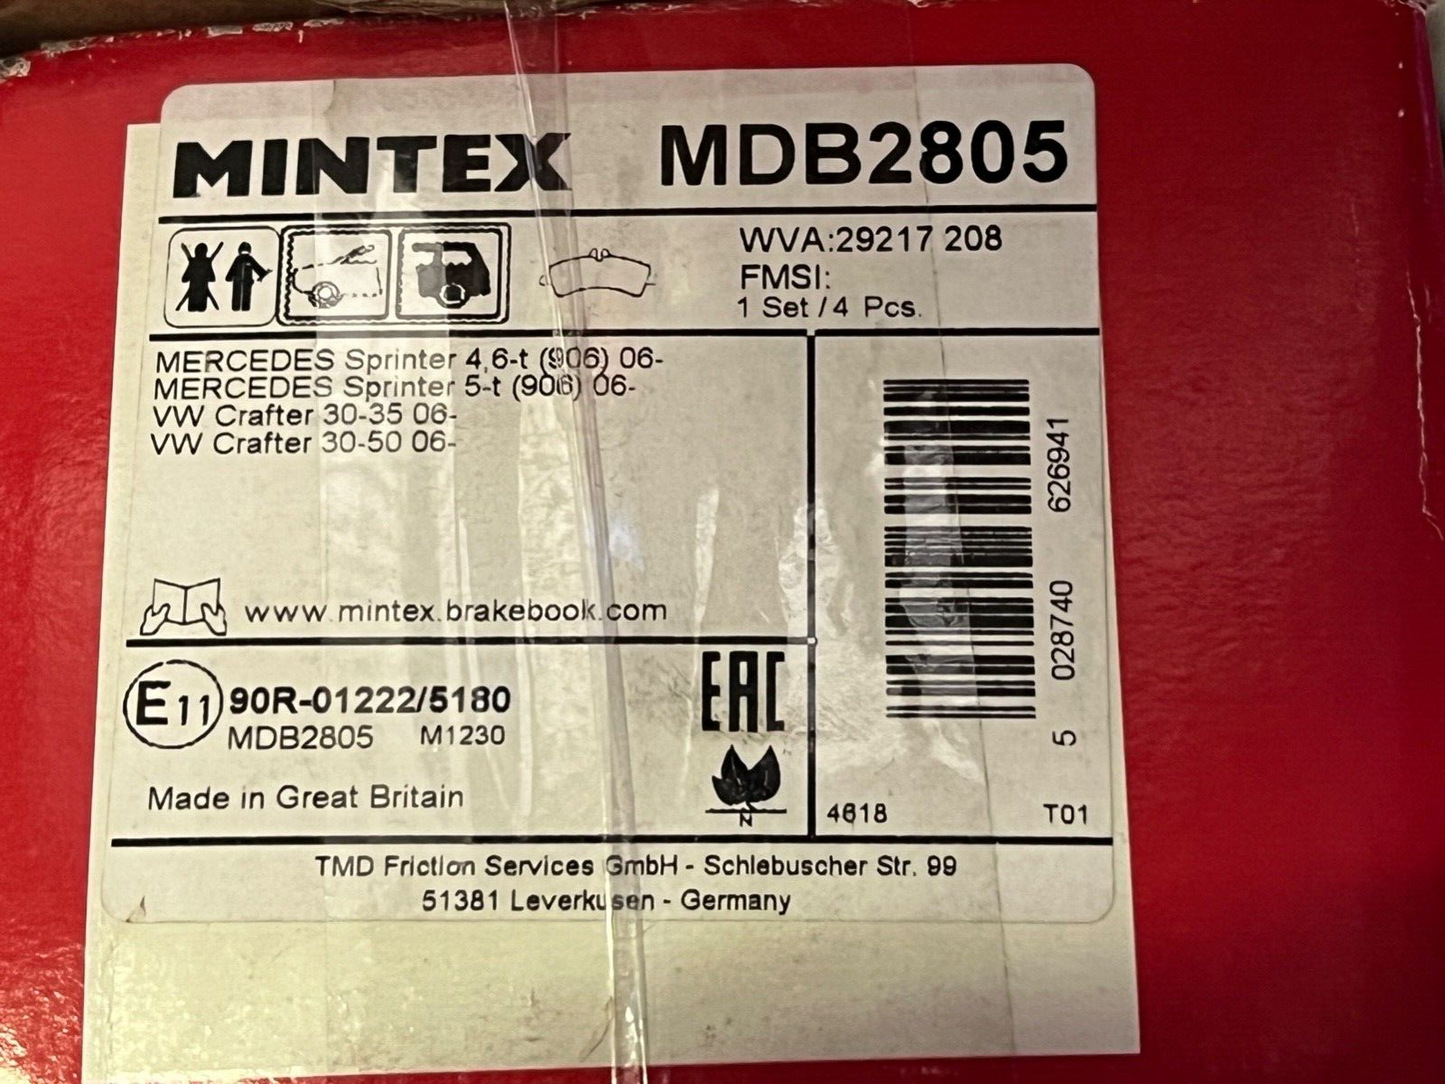 MINTEX MDB2805
WVA:29217 208
FMSI:
1 Set / 4 Pcs.
MERCEDES Sprinter 4,6-t (906) 06-
MERCEDES Sprinter 5-t (906) 06-
VW Crafter 30-35 06-
VW Crafter 30-50 06-
www.mintex.brakebook.com
E11 90R-01222/5180
MDB2805 M1230
EAC
N
Made in Great Britain
5 028740 626941
4618 T01
TMD Friction Services GmbH - Schlebuscher Str. 99
51381 Leverkusen - Germany